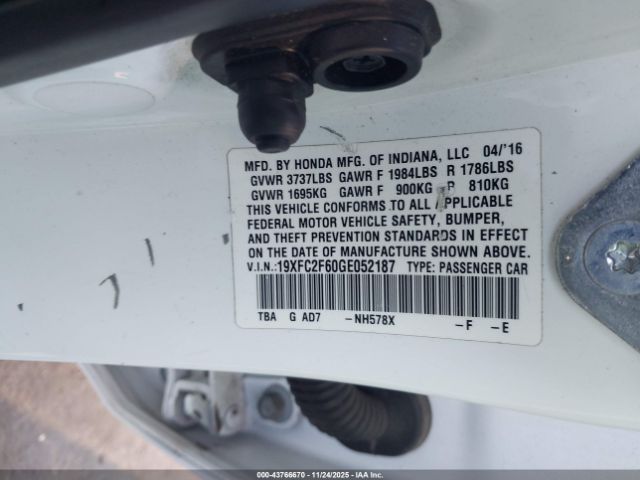 MFD. BY HONDA MFG. OF INDIANA, LLC 04/'16
GVWR 3737LBS GAWR F 1984LBS R 1786LBS
GVWR 1695KG GAWR F 900KG R 810KG
THIS VEHICLE CONFORMS TO ALL APPLICABLE
FEDERAL MOTOR VEHICLE SAFETY, BUMPER,
AND THEFT PREVENTION STANDARDS IN EFFECT
ON THE DATE OF MANUFACTURE SHOWN ABOVE.
V.I.N.:19XFC2F60GE052187 TYPE: PASSENGER CAR
TBA G AD7 -NH578X -F -E
000-43766670 - 11/24/2025 - IAA Inc.